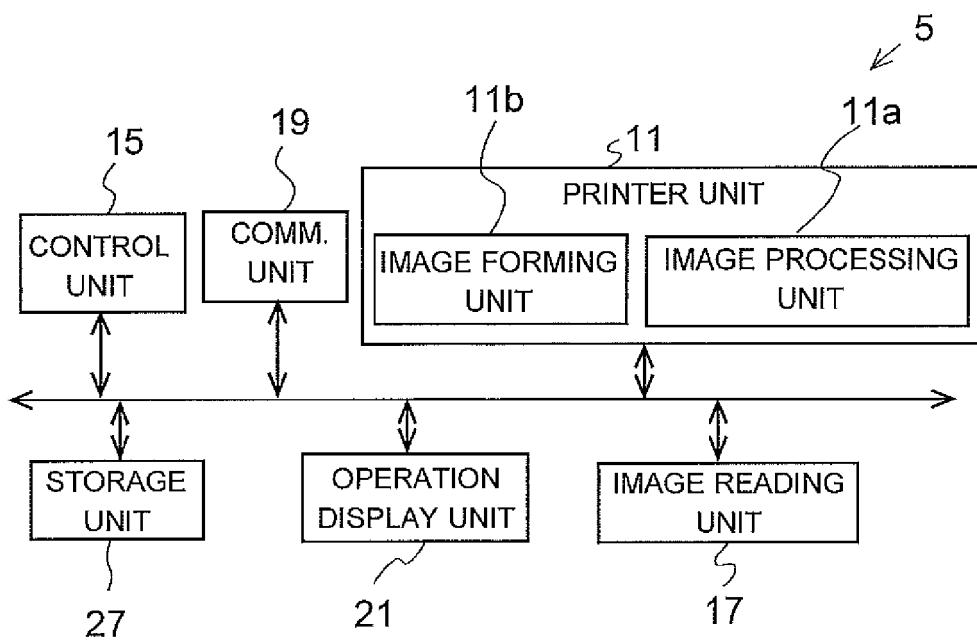 5
11b
11a
15
19
11
PRINTER UNIT
CONTROL
UNIT
COMM.
UNIT
IMAGE FORMING
UNIT
IMAGE PROCESSING
UNIT
STORAGE
UNIT
OPERATION
DISPLAY UNIT
IMAGE READING
UNIT
27
21
17